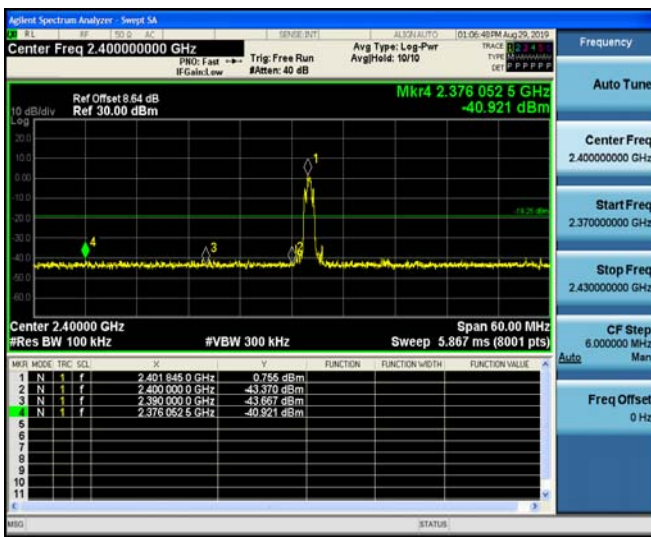 Agilent Spectrum Analyzer - Swept SA
RL RF 50 Ω AC SENSE:INT ALIGN AUTO 01:06:48 PM Aug 29, 2019
Center Freq 2.400000000 GHz
PNO: Fast
IFGain:Low
Trig: Free Run
#Atten: 40 dB
Avg Type: Log-Pwr
Avg|Hold: 10/10
TRACE 1 2 3 4 5 6
TYPE
DET P P P P P P
Mkr4 2.376 052 5 GHz
-40.921 dBm
Ref Offset 8.64 dB
10 dB/div Ref 30.00 dBm
Log
20.0
10.0
0.00
-10.0
-20.0
-30.0
-40.0
-50.0
-60.0
1
2
3
4
Center 2.40000 GHz Span 60.00 MHz
#Res BW 100 kHz #VBW 300 kHz Sweep 5.867 ms (8001 pts)
MKR MODE TRC SCL X Y FUNCTION FUNCTION WIDTH FUNCTION VALUE
1 N 1 f 2.401 845 0 GHz 0.755 dBm
2 N 1 f 2.400 000 0 GHz -43.370 dBm
3 N 1 f 2.390 000 0 GHz -43.667 dBm
4 N 1 f 2.376 052 5 GHz -40.921 dBm
5
6
7
8
9
10
11
MSG STATUS
Frequency
Auto Tune
Center Freq
2.400000000 GHz
Start Freq
2.370000000 GHz
Stop Freq
2.430000000 GHz
CF Step
6.000000 MHz
Auto Man
Freq Offset
0 Hz